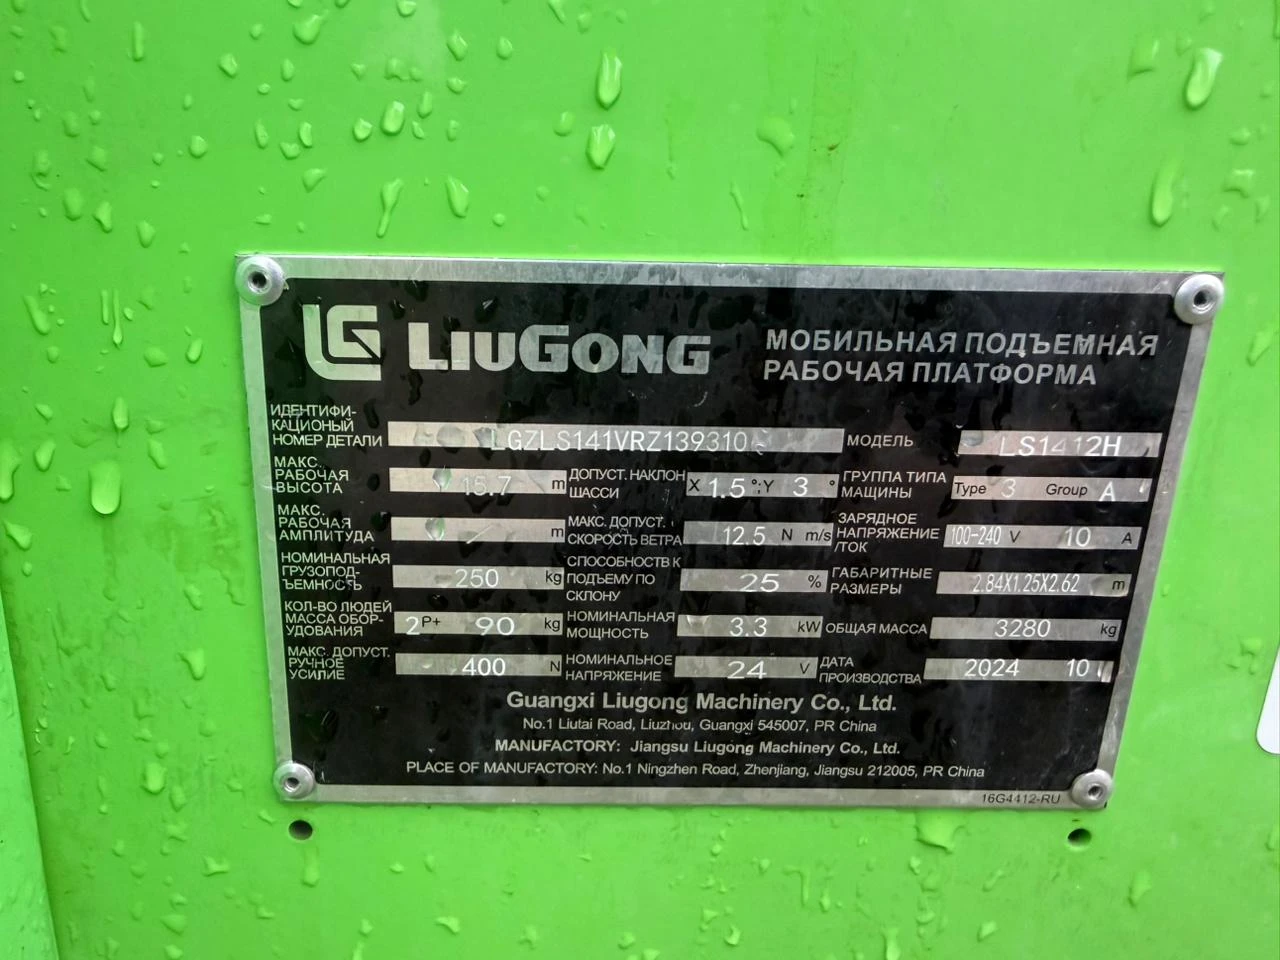 LG LIUGONG
МОБИЛЬНАЯ ПОДЪЕМНАЯ
РАБОЧАЯ ПЛАТФОРМА
ИДЕНТИФИ-
КАЦИОНЫЙ
НОМЕР ДЕТАЛИ
LGZLS141VRZ139310
МОДЕЛЬ
LS1412H
МАКС.
РАБОЧАЯ
ВЫСОТА
15.7 m
ДОПУСТ. НАКЛОН
ШАССИ
X 1.5 °; Y 3 °
ГРУППА ТИПА
МАЩИНЫ
Type 3 Group A
МАКС.
РАБОЧАЯ
АМПЛИТУДА
/ m
МАКС. ДОПУСТ.
СКОРОСТЬ ВЕТРА
12.5 N m/s
ЗАРЯДНОЕ
НАПРЯЖЕНИЕ
/ТОК
100-240 V 10 A
НОМИНАЛЬНАЯ
ГРУЗОПОД-
ЪЕМНОСТЬ
250 kg
СПОСОБНОСТЬ К
ПОДЪЕМУ ПО
СКЛОНУ
25 %
ГАБАРИТНЫЕ
РАЗМЕРЫ
2.84X1.25X2.62 m
КОЛ-ВО ЛЮДЕЙ
МАССА ОБОР-
УДОВАНИЯ
2 P+ 90 kg
НОМИНАЛЬНАЯ
МОЩНОСТЬ
3.3 kW
ОБЩАЯ МАССА
3280 kg
МАКС. ДОПУСТ.
РУЧНОЕ
УСИЛИЕ
400 N
НОМИНАЛЬНОЕ
НАПРЯЖЕНИЕ
24 V
ДАТА
ПРОИЗВОДСТВА
2024 10
Guangxi Liugong Machinery Co., Ltd.
No.1 Liutai Road, Liuzhou, Guangxi 545007, PR China
MANUFACTORY: Jiangsu Liugong Machinery Co., Ltd.
PLACE OF MANUFACTORY: No.1 Ningzhen Road, Zhenjiang, Jiangsu 212005, PR China
16G4412-RU